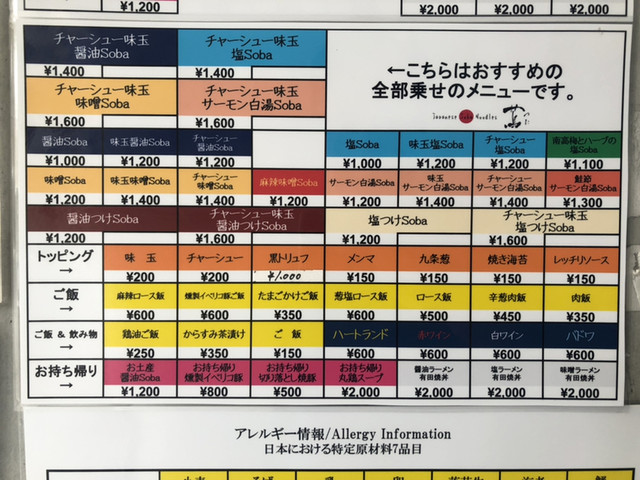 ¥1,200
¥2,000 ¥2,000
チャーシュー味玉
醤油Soba
チャーシュー味玉
塩Soba
¥1,400 ¥1,400
チャーシュー味玉
味噌Soba
チャーシュー味玉
サーモン白湯Soba
¥1,600 ¥1,600
←こちらはおすすめの
全部乗せのメニューです。
Japanese Soba Noodles 蔦
醤油Soba 味玉醤油Soba チャーシュー
醤油Soba
塩Soba 味玉塩Soba チャーシュー
塩Soba
南高梅とハーブの
塩Soba
¥1,000 ¥1,200 ¥1,200 ¥1,000 ¥1,200 ¥1,200 ¥1,100
味噌Soba 味玉味噌Soba チャーシュー
味噌Soba
麻辣味噌Soba サーモン白湯Soba 味玉
サーモン白湯Soba
チャーシュー
サーモン白湯Soba
鮭節
サーモン白湯Soba
¥1,200 ¥1,400 ¥1,400 ¥1,200 ¥1,200 ¥1,400 ¥1,400 ¥1,300
醤油つけSoba チャーシュー味玉
醤油つけSoba
塩つけSoba チャーシュー味玉
塩つけSoba
¥1,200 ¥1,600 ¥1,200 ¥1,600
トッピング
→
味 玉 チャーシュー 黒トリュフ メンマ 九条葱 焼き海苔 レッチリソース
¥200 ¥200 ¥1,000 ¥150 ¥150 ¥150 ¥150
ご飯
→
麻辣ロース飯 燻製イベリコ豚ご飯 たまごかけご飯 葱塩ロース飯 ロース飯 辛葱肉飯 肉飯
¥600 ¥600 ¥350 ¥600 ¥500 ¥450 ¥350
ご飯 & 飲み物
→
鶏油ご飯 からすみ茶漬け ご 飯 ハートランド 赤ワイン 白ワイン バドワ
¥250 ¥350 ¥150 ¥600 ¥600 ¥600 ¥600
お持ち帰り
→
お土産
醤油Soba
お持ち帰り
燻製イベリコ豚
お持ち帰り
切り落とし焼豚
お持ち帰り
丸鶏スープ
醤油ラーメン
有田焼丼
塩ラーメン
有田焼丼
味噌ラーメン
有田焼丼
¥1,200 ¥800 ¥500 ¥2,000 ¥2,000 ¥2,000 ¥2,000
アレルギー情報/Allergy Information
日本における特定原材料7品目